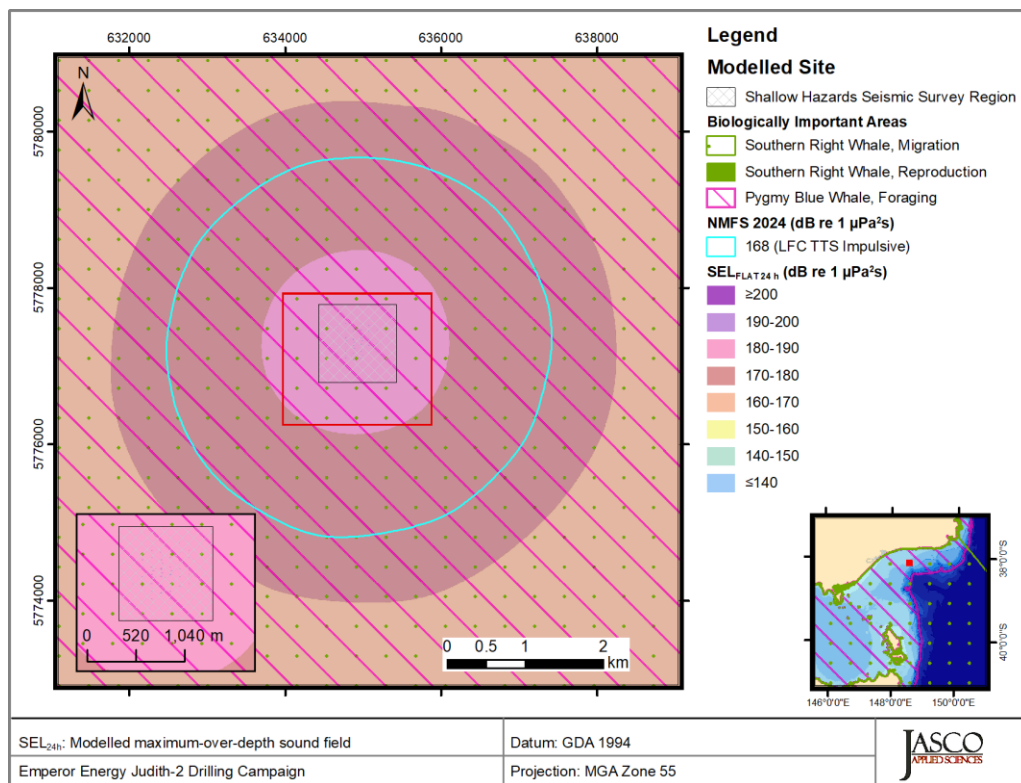 632000 634000 636000 638000
N
5780000
5778000
5776000
5774000
0 520 1,040 m
0 0.5 1 2
km
Legend
Modelled Site
Shallow Hazards Seismic Survey Region
Biologically Important Areas
Southern Right Whale, Migration
Southern Right Whale, Reproduction
Pygmy Blue Whale, Foraging
NMFS 2024 (dB re 1 µPa²s)
168 (LFC TTS Impulsive)
SELFLAT24 h (dB re 1 µPa²s)
≥200
190-200
180-190
170-180
160-170
150-160
140-150
≤140
38°0'0"S
40°0'0"S
146°0'0"E 148°0'0"E 150°0'0"E
SEL24h: Modelled maximum-over-depth sound field
Datum: GDA 1994
Emperor Energy Judith-2 Drilling Campaign
Projection: MGA Zone 55
JASCO
APPLIED SCIENCES